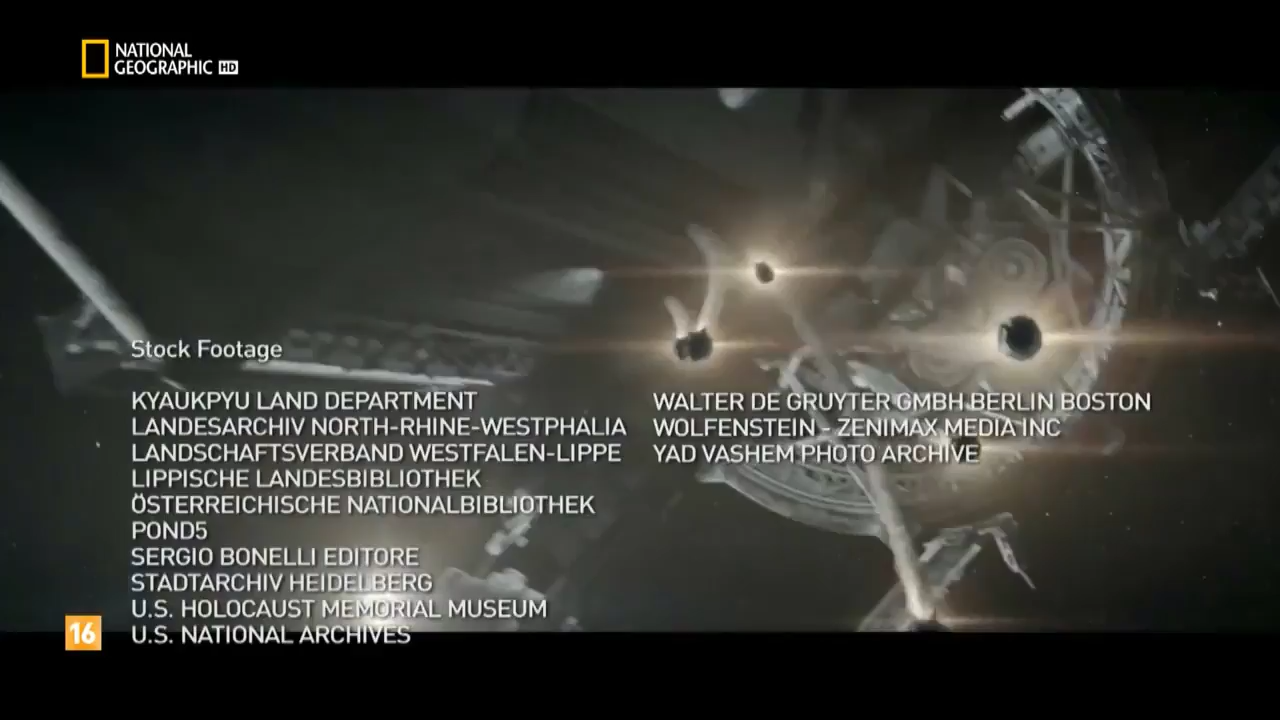 NATIONAL
GEOGRAPHIC HD
Stock Footage
KYAUKPYU LAND DEPARTMENT
LANDESARCHIV NORTH-RHINE-WESTPHALIA
LANDSCHAFTSVERBAND WESTFALEN-LIPPE
LIPPISCHE LANDESBIBLIOTHEK
ÖSTERREICHISCHE NATIONALBIBLIOTHEK
POND5
SERGIO BONELLI EDITORE
STADTARCHIV HEIDELBERG
U.S. HOLOCAUST MEMORIAL MUSEUM
U.S. NATIONAL ARCHIVES
WALTER DE GRUYTER GMBH BERLIN BOSTON
WOLFENSTEIN - ZENIMAX MEDIA INC
YAD VASHEM PHOTO ARCHIVE
16